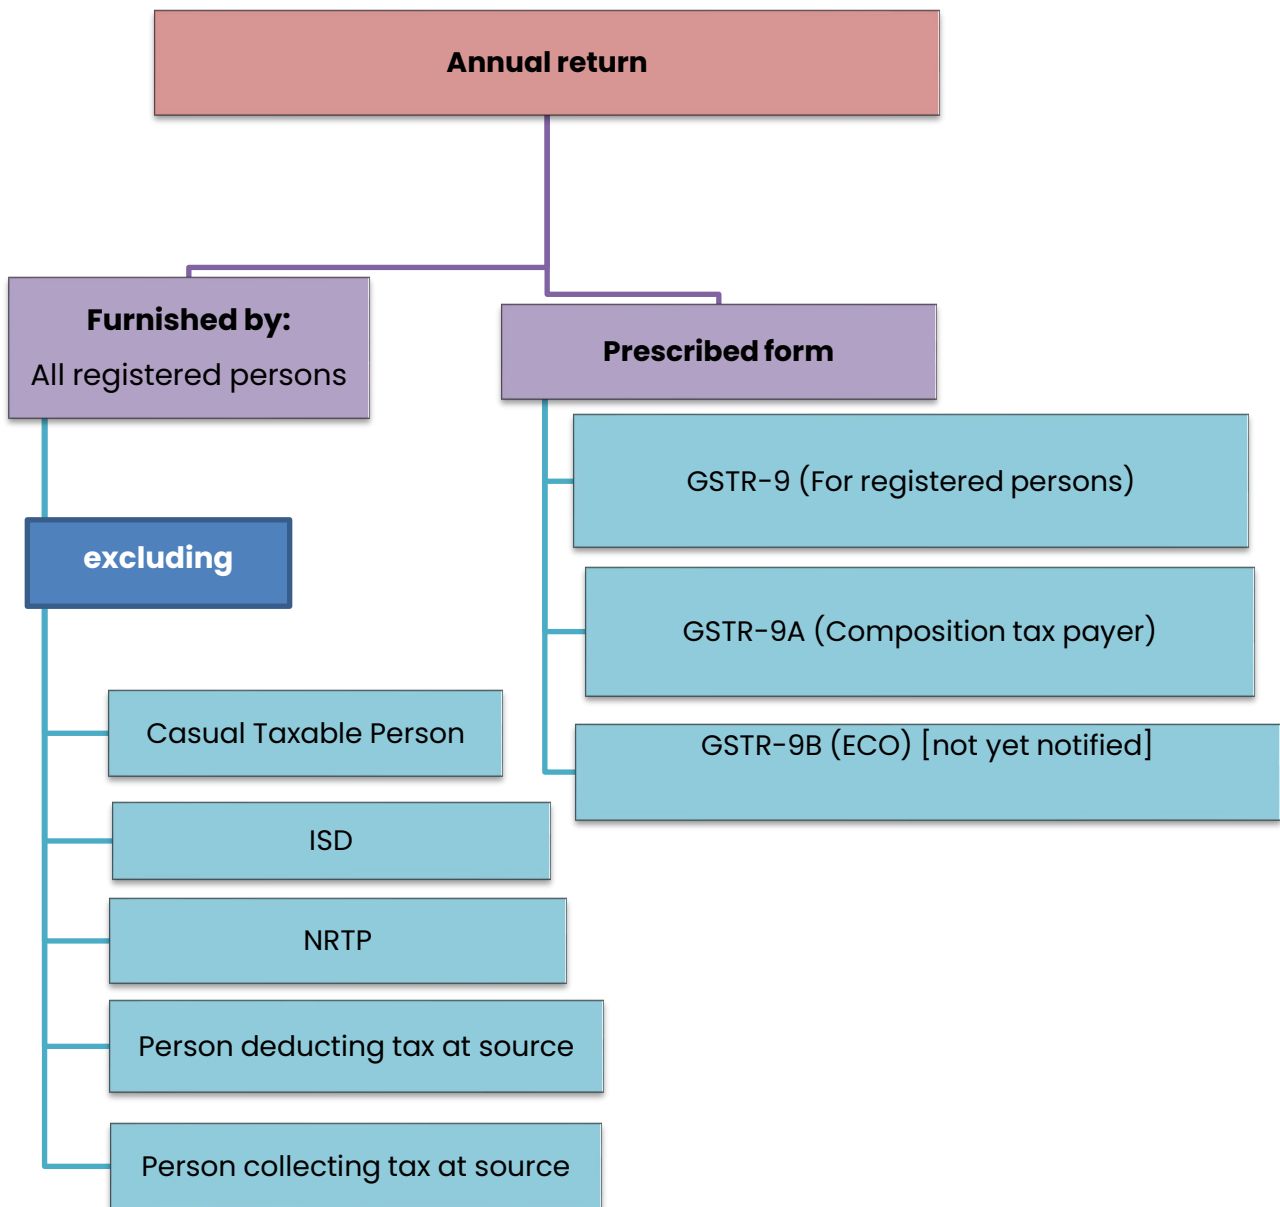 Annual return
Furnished by:
All registered persons
excluding
Casual Taxable Person
ISD
NRTP
Person deducting tax at source
Person collecting tax at source
Prescribed form
GSTR-9 (For registered persons)
GSTR-9A (Composition tax payer)
GSTR-9B (ECO) [not yet notified]